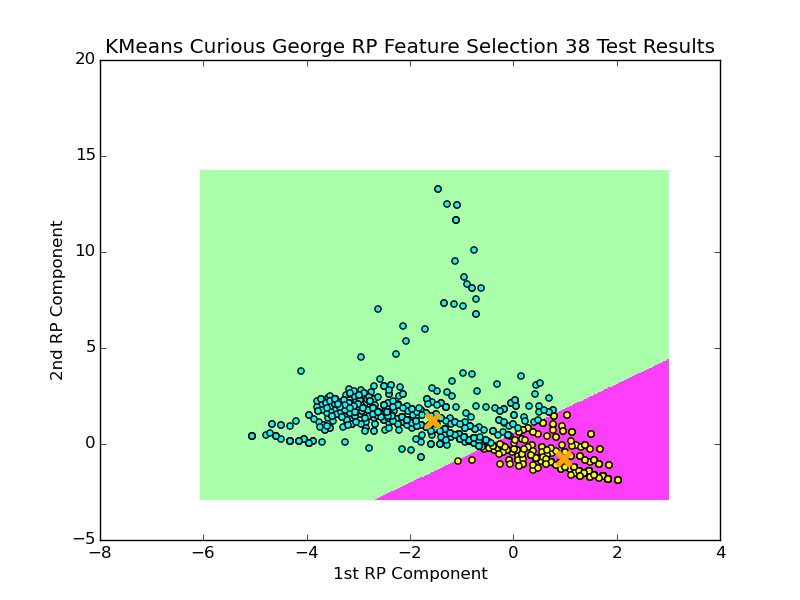 KMeans Curious George RP Feature Selection 38 Test Results
20
15
10
5
0
−5
2nd RP Component
−8 −6 −4 −2 0 2 4
1st RP Component